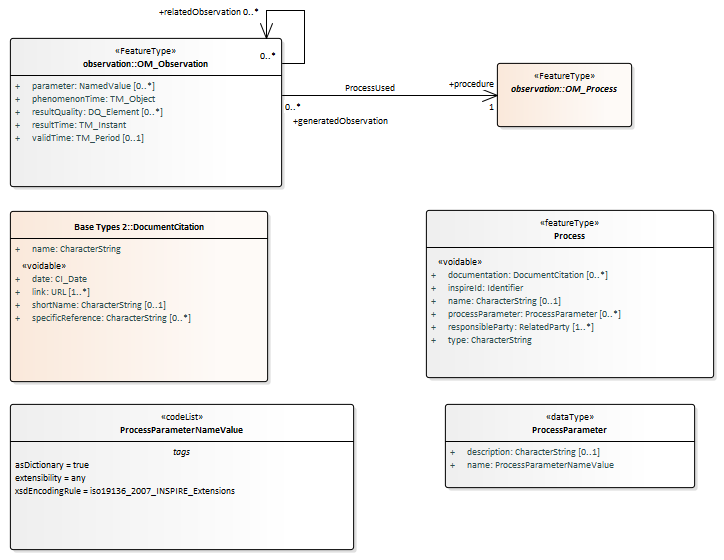 +relatedObservation 0..*
«FeatureType»
observation::OM_Observation
0..*
+ parameter: NamedValue [0..*]
+ phenomenonTime: TM_Object
+ resultQuality: DQ_Element [0..*]
+ resultTime: TM_Instant
+ validTime: TM_Period [0..1]
ProcessUsed
+procedure
0..*
1
+generatedObservation
«FeatureType»
observation::OM_Process
Base Types 2::DocumentCitation
+ name: CharacterString
«voidable»
+ date: CI_Date
+ link: URL [1..*]
+ shortName: CharacterString [0..1]
+ specificReference: CharacterString [0..*]
«featureType»
Process
«voidable»
+ documentation: DocumentCitation [0..*]
+ inspireId: Identifier
+ name: CharacterString [0..1]
+ processParameter: ProcessParameter [0..*]
+ responsibleParty: RelatedParty [1..*]
+ type: CharacterString
«codeList»
ProcessParameterNameValue
tags
asDictionary = true
extensibility = any
xsdEncodingRule = iso19136_2007_INSPIRE_Extensions
«dataType»
ProcessParameter
+ description: CharacterString [0..1]
+ name: ProcessParameterNameValue